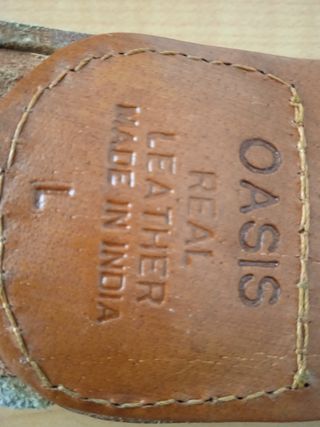 OASIS
REAL
LEATHER
MADE IN INDIA
L